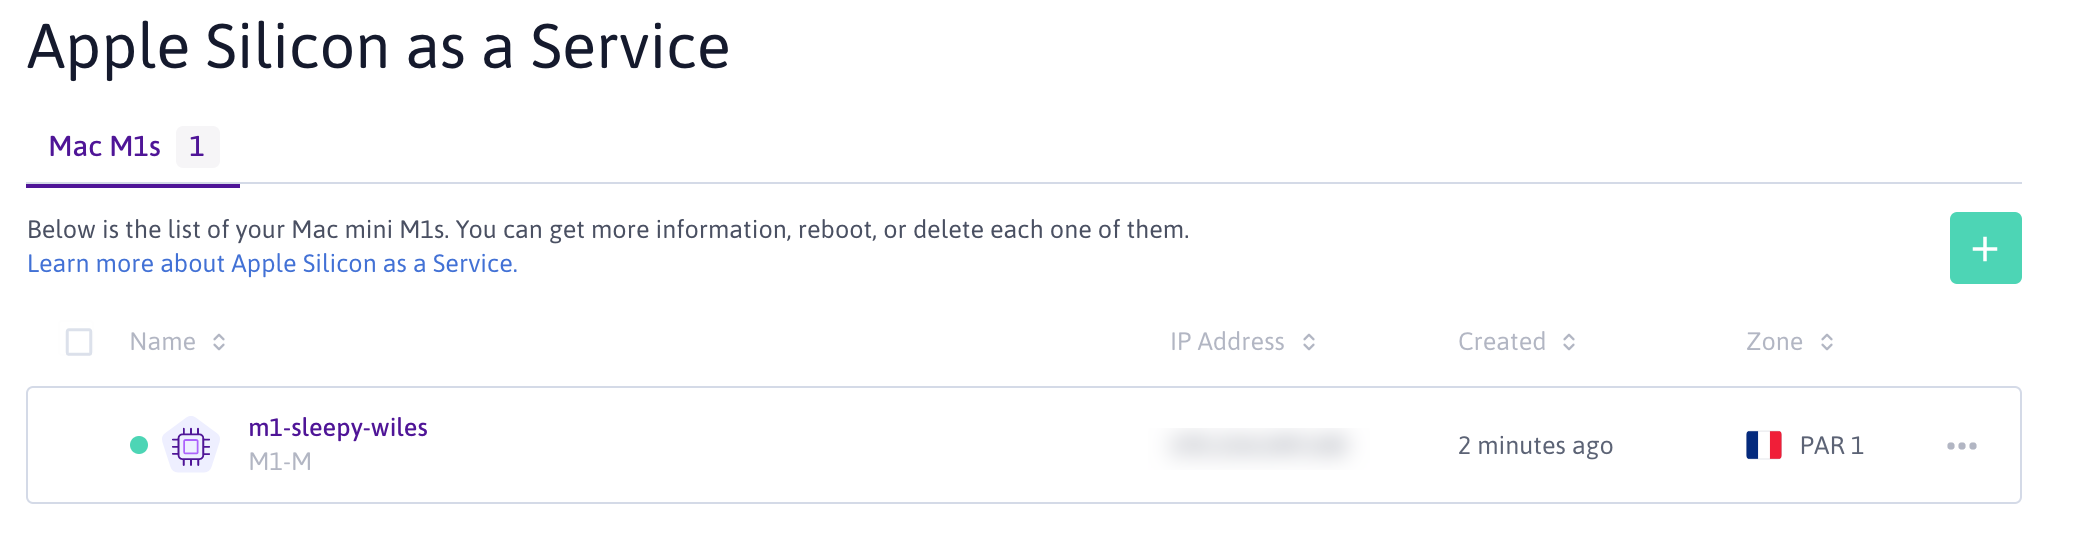 Apple Silicon as a Service
Mac M1s 1
Below is the list of your Mac mini M1s. You can get more information, reboot, or delete each one of them.
Learn more about Apple Silicon as a Service.
Name IP Address Created Zone
m1-sleepy-wiles
M1-M
2 minutes ago PAR 1